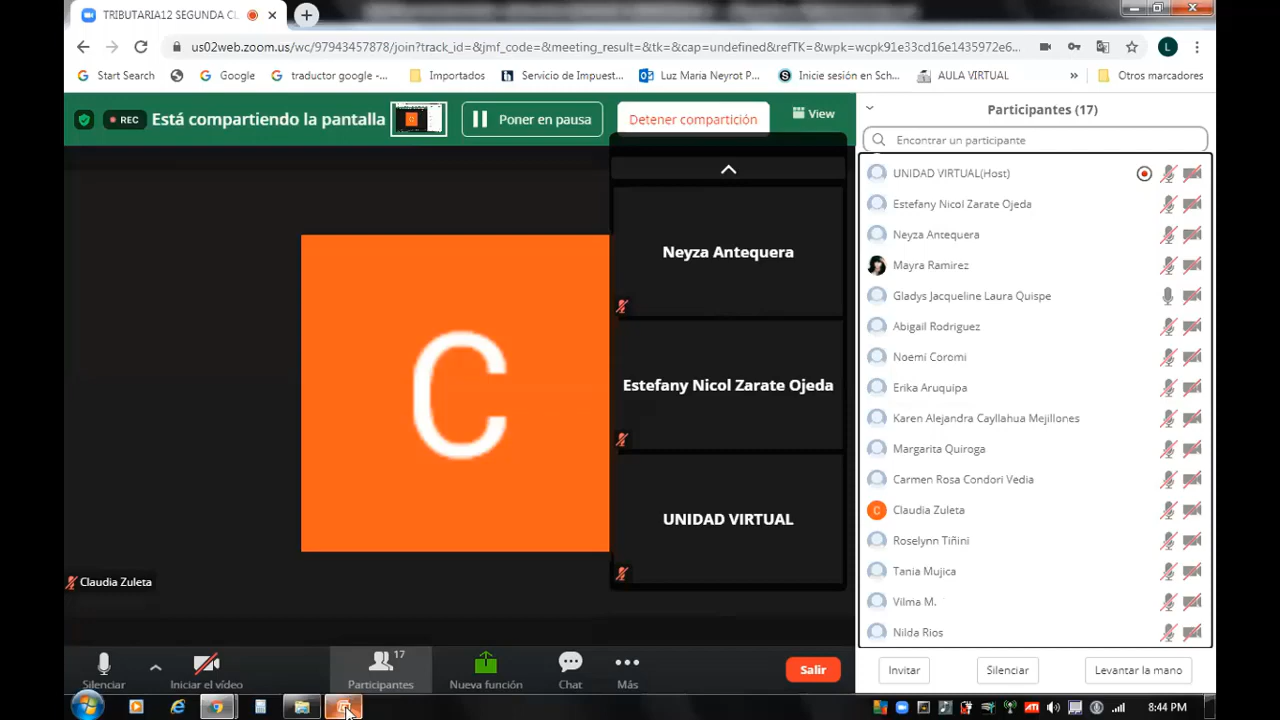 TRIBUTARIA12 SEGUNDA CL
us02web.zoom.us/wc/97943457878/join?track_id=&jmf_code=&meeting_result=&tk=&cap=undefined&refTK=&wpk=wcpk91e33cd16e1435972e6...
L
Start Search
Google
traductor google -...
Importados
Servicio de Impuest...
Luz Maria Neyrot P...
Inicie sesión en Sch...
AULA VIRTUAL
»
Otros marcadores
REC
Está compartiendo la pantalla
Poner en pausa
Detener compartición
View
Participantes (17)
Encontrar un participante
UNIDAD VIRTUAL(Host)
Estefany Nicol Zarate Ojeda
Neyza Antequera
Mayra Ramirez
Gladys Jacqueline Laura Quispe
Abigail Rodriguez
Noemi Coromi
Erika Aruquipa
Karen Alejandra Cayllahua Mejillones
Margarita Quiroga
Carmen Rosa Condori Vedia
C
Claudia Zuleta
Roselynn Tiñini
Tania Mujica
Vilma M.
Nilda Rios
Neyza Antequera
Estefany Nicol Zarate Ojeda
UNIDAD VIRTUAL
C
Claudia Zuleta
Silenciar
Iniciar el vídeo
17
Participantes
Nueva función
Chat
Más
Salir
Invitar
Silenciar
Levantar la mano
ATI
8:44 PM